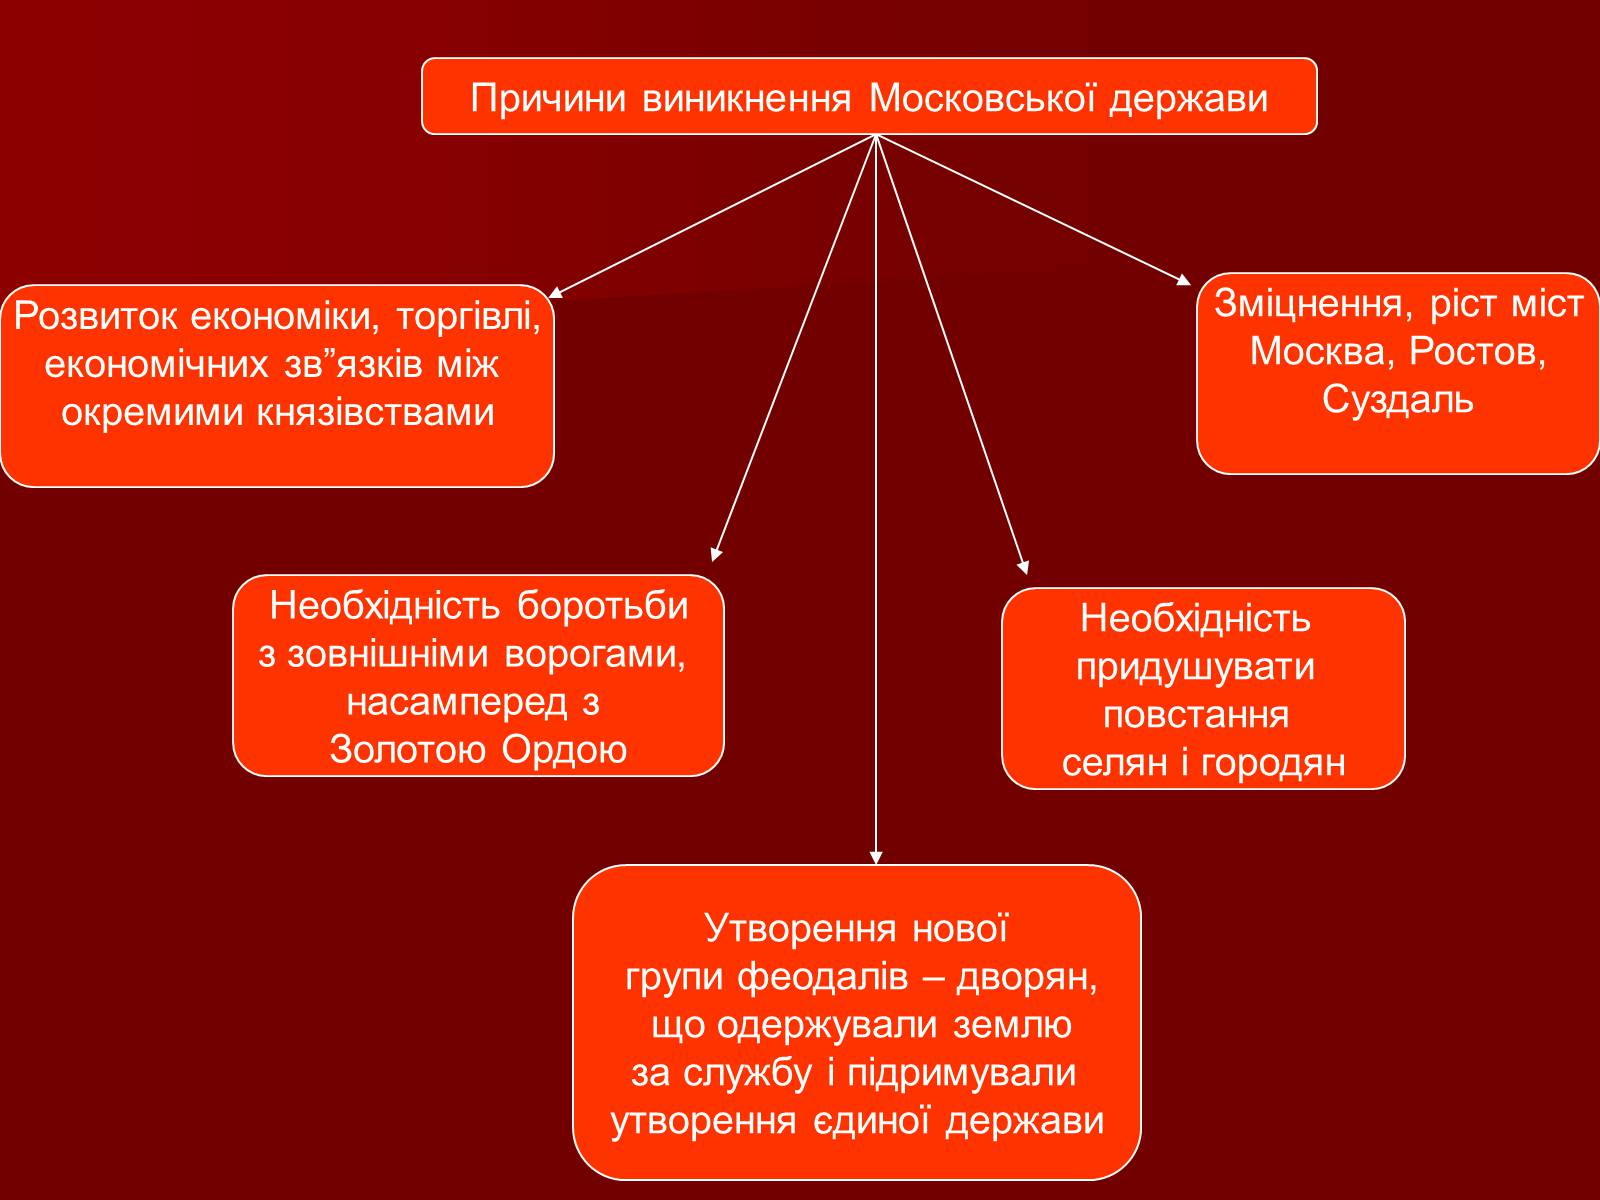 Причини виникнення Московської держави
Розвиток економіки, торгівлі,
економічних зв”язків між
окремими князівствами
Зміцнення, ріст міст
Москва, Ростов,
Суздаль
Необхідність боротьби
з зовнішніми ворогами,
насамперед з
Золотою Ордою
Необхідність
придушувати
повстання
селян і городян
Утворення нової
групи феодалів – дворян,
що одержували землю
за службу і підримували
утворення єдиної держави